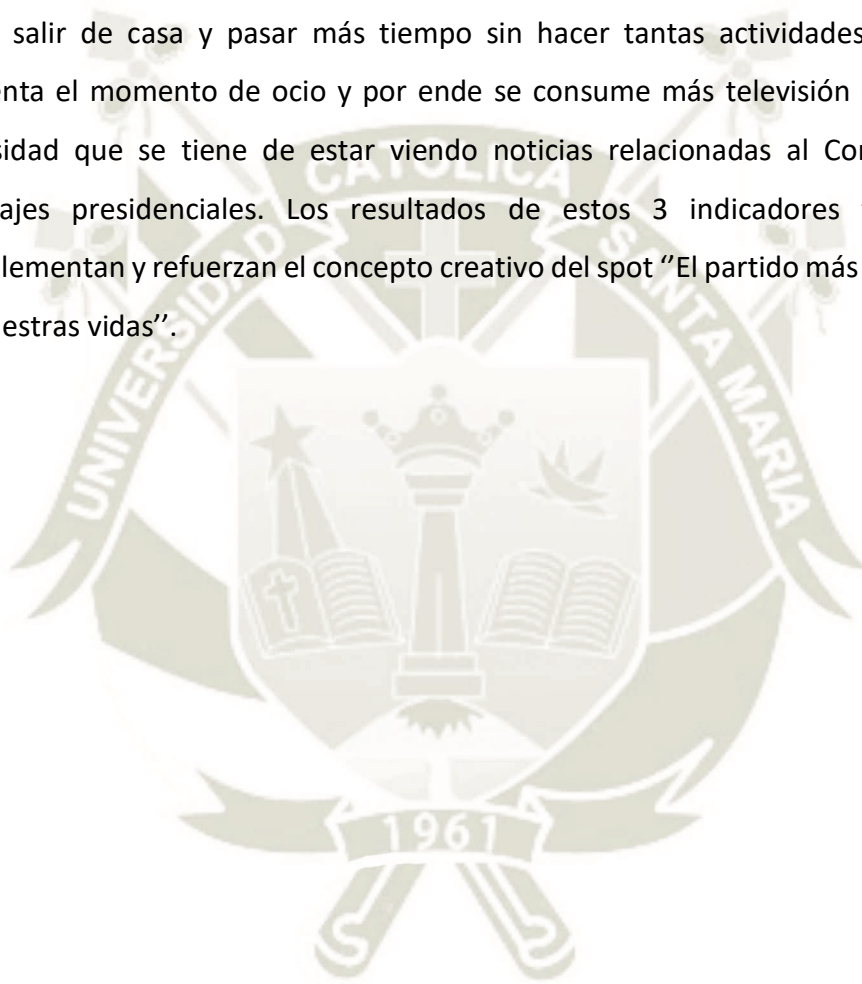 salir de casa y pasar más tiempo sin hacer tantas actividades
enta el momento de ocio y por ende se consume más televisión
sidad que se tiene de estar viendo noticias relacionadas al Cor
ajes presidenciales. Los resultados de estos 3 indicadores
lementan y refuerzan el concepto creativo del spot ‘’El partido más
estras vidas’’.
UNIVERSIDAD CATOLICA SANTA MARIA
1961